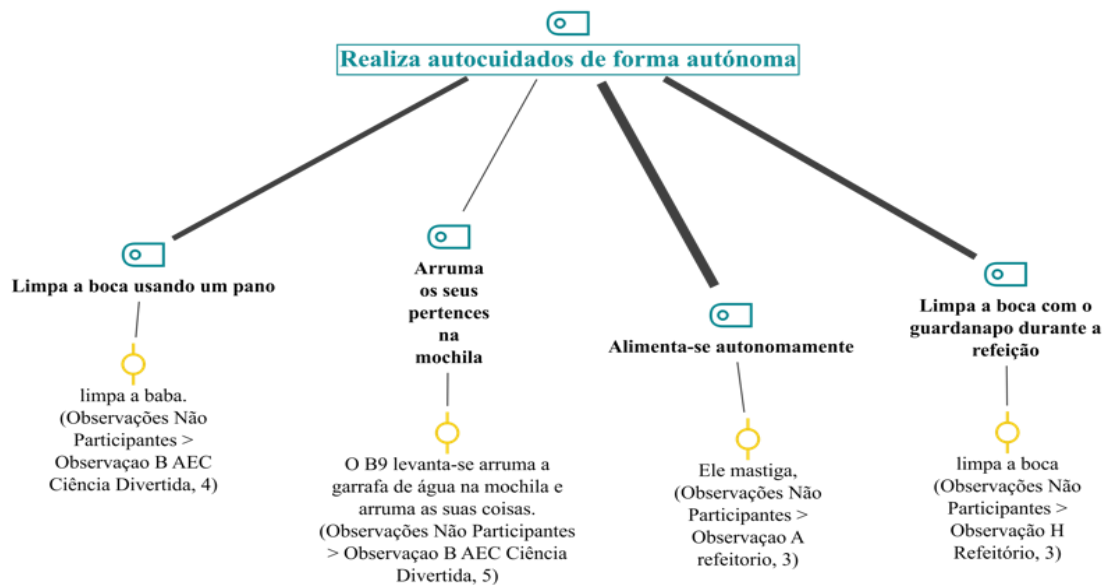 Realiza autocuidados de forma autónoma
Limpa a boca usando um pano
limpa a baba.
(Observações Não
Participantes >
Observaçao B AEC
Ciência Divertida, 4)
Arruma
os seus
pertences
na
mochila
O B9 levanta-se arruma a
garrafa de água na mochila e
arruma as suas coisas.
(Observações Não Participantes
> Observaçao B AEC Ciência
Divertida, 5)
Alimenta-se autonomamente
Ele mastiga,
(Observações Não
Participantes >
Observaçao A
refeitorio, 3)
Limpa a boca com o
guardanapo durante a
refeição
limpa a boca
(Observações Não
Participantes >
Observação H
Refeitório, 3)